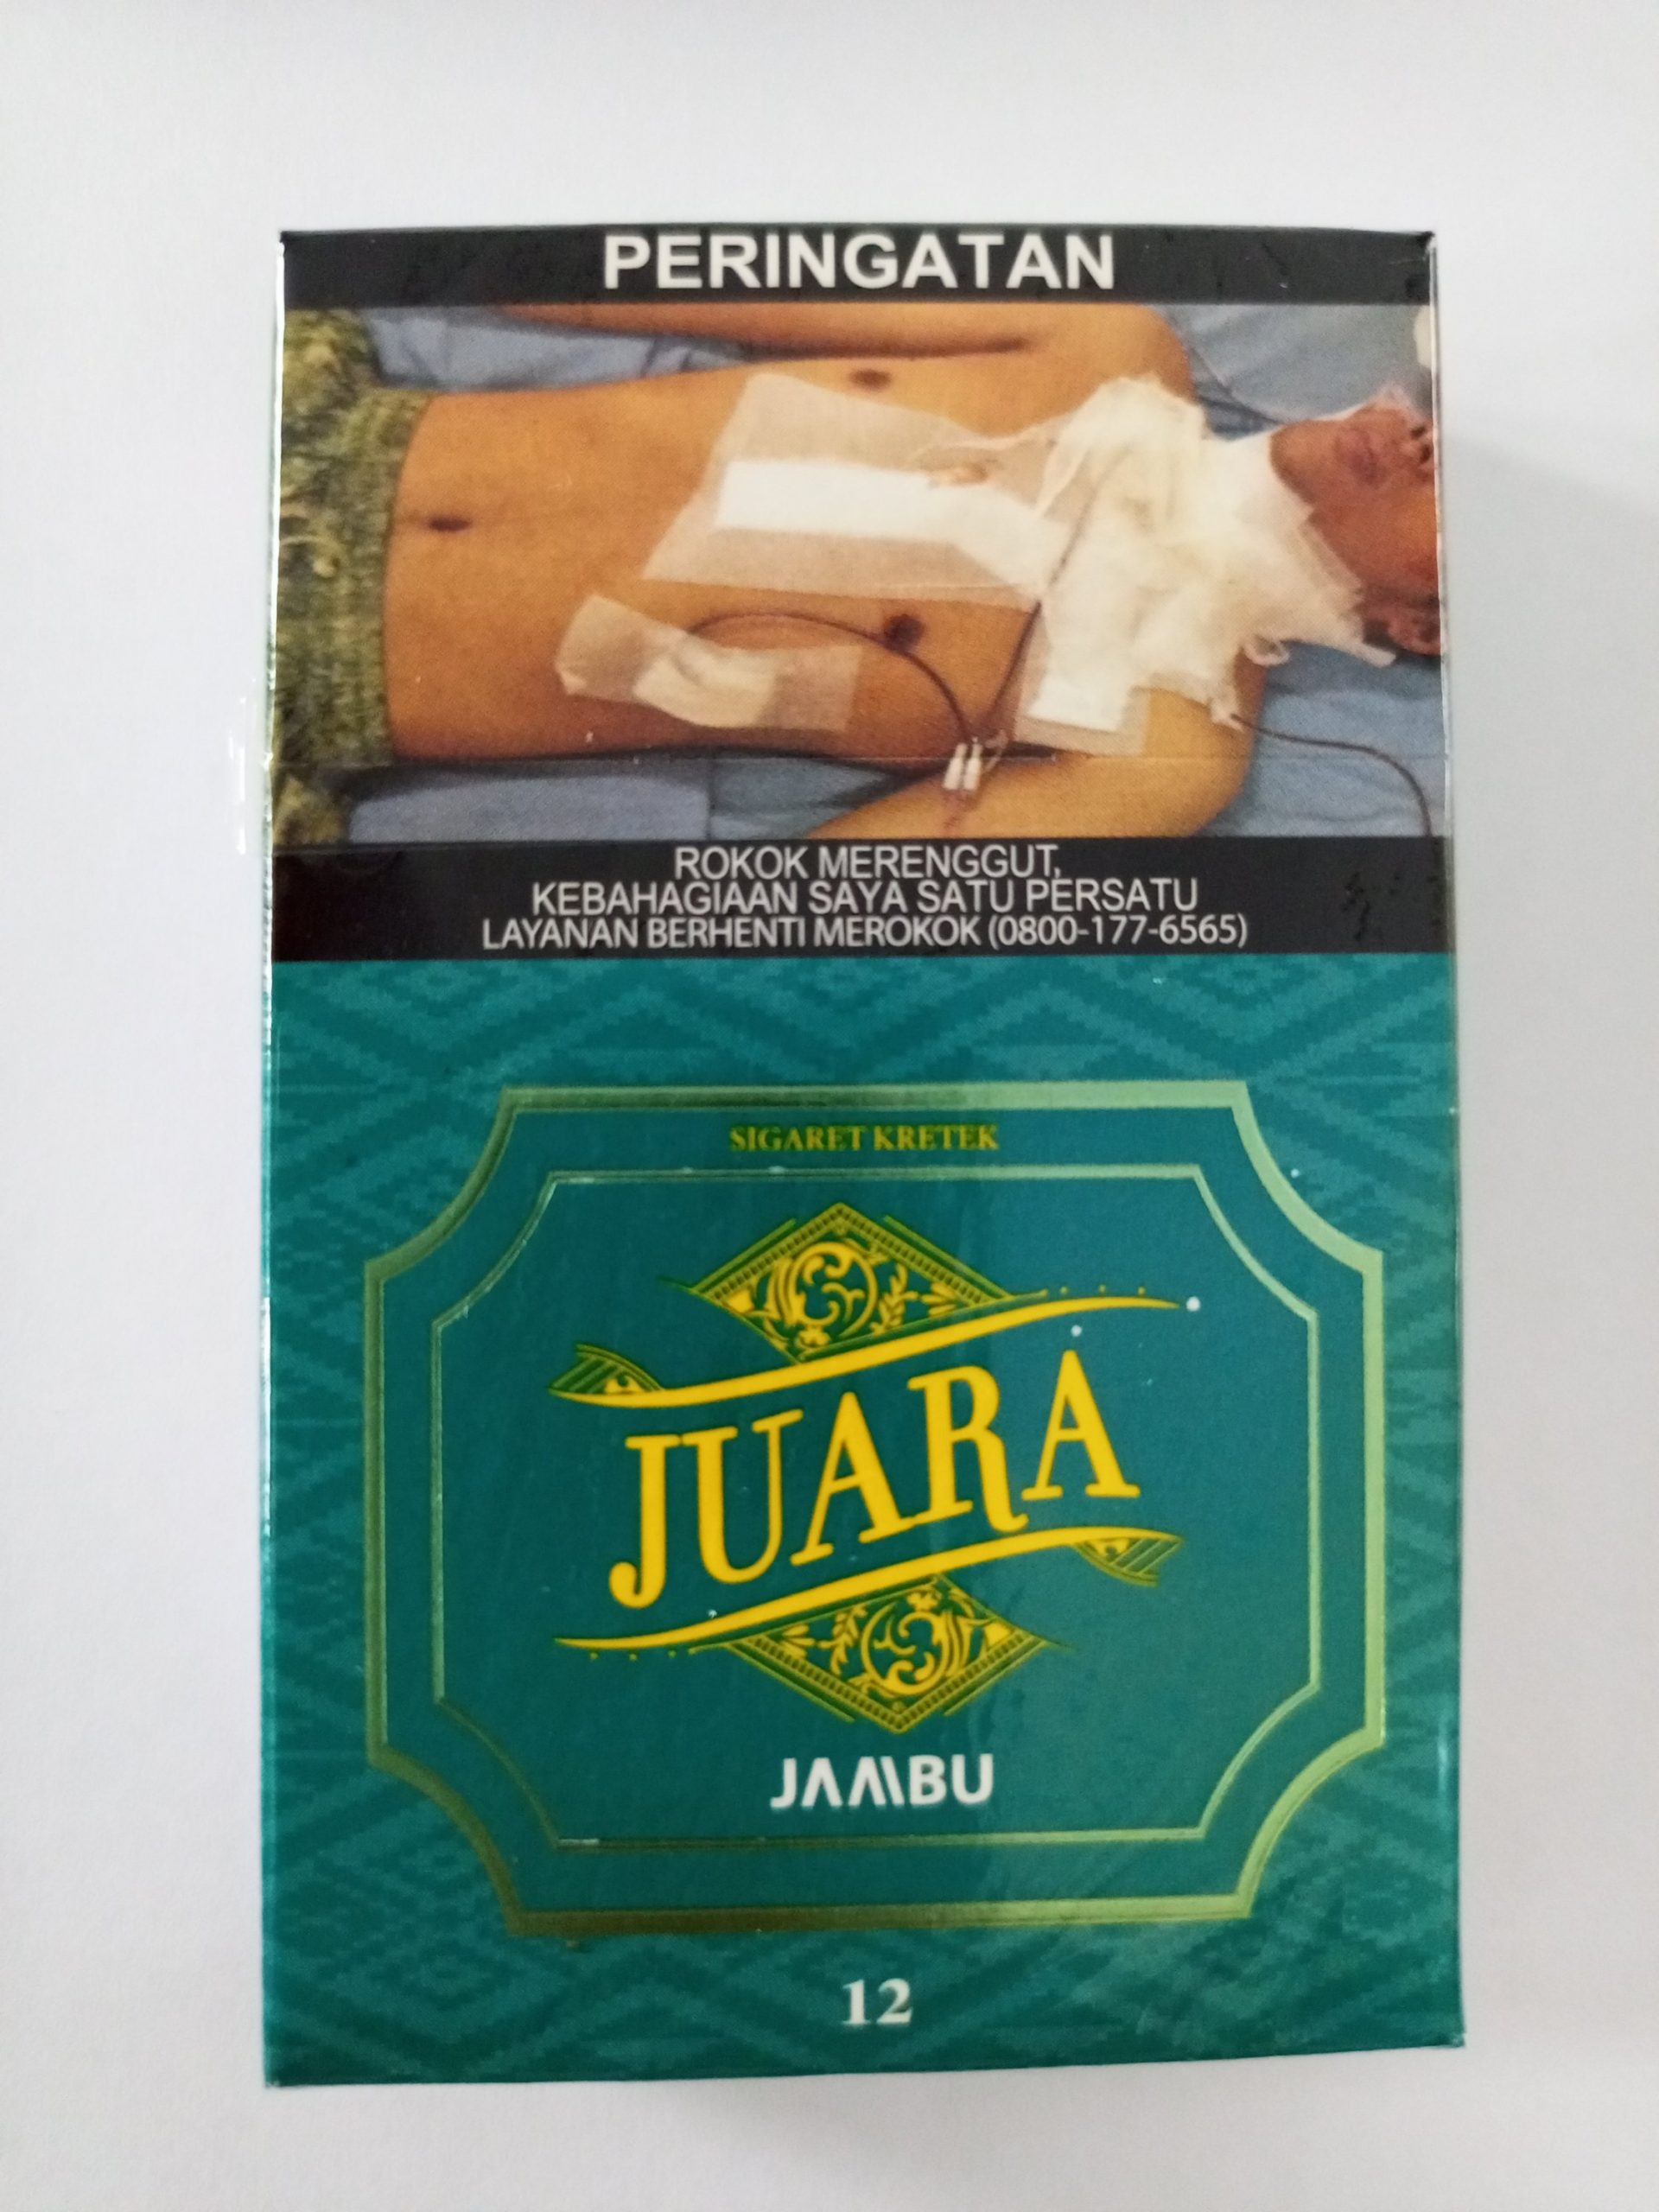 PERINGATAN
ROKOK MERENGGUT,
KEBAHAGIAAN SAYA SATU PERSATU
LAYANAN BERHENTI MEROKOK (0800-177-6565)
SIGARET KRETEK
JUARA
JAMBU
12